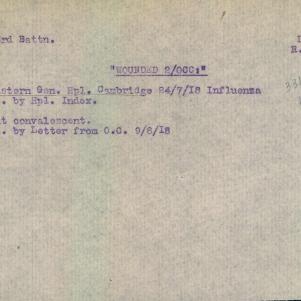 rd Battn.
"WOUNDED 2/OCC:"
stern Gen. Hpl. Cambridge 24/7/18 Influenza
. by Hpl. Index.
t convalescent.
. by Letter from O.C. 9/8/18
R.